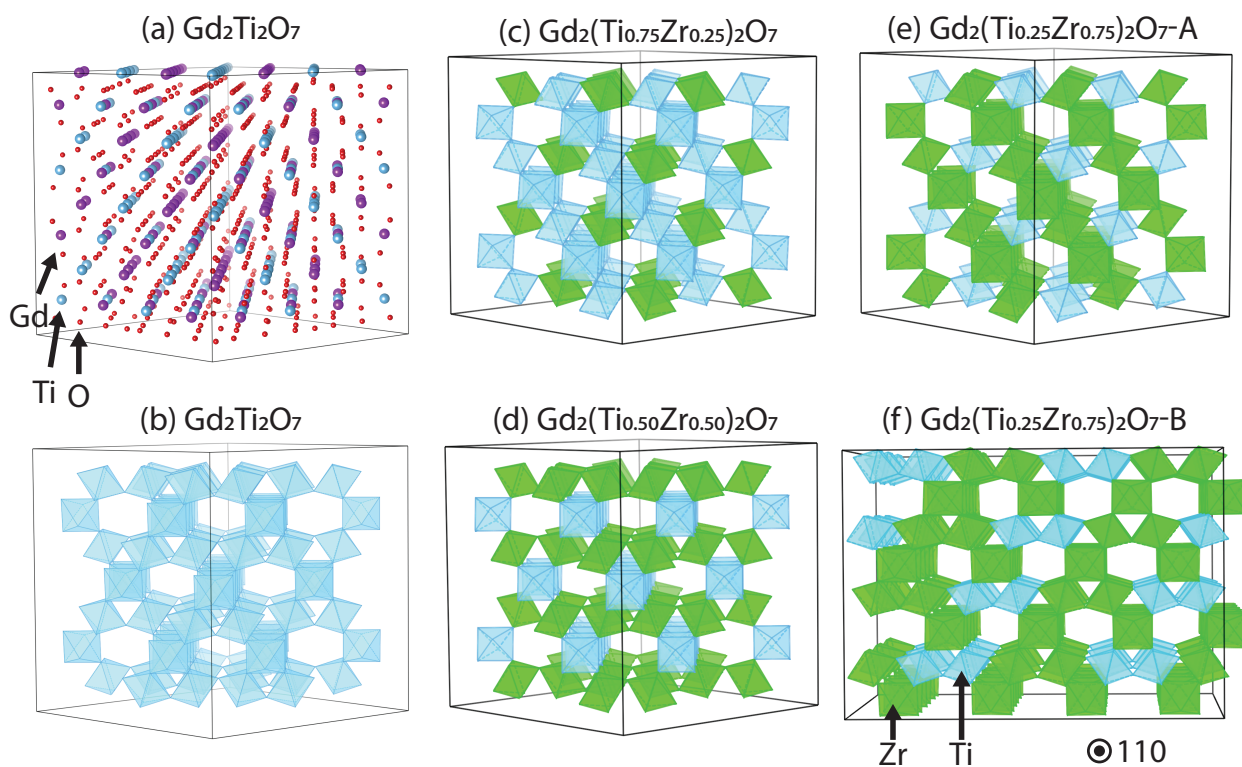 (a) Gd₂Ti₂O₇
(c) Gd₂(Ti₀.₇₅Zr₀.₂₅)₂O₇
(e) Gd₂(Ti₀.₂₅Zr₀.₇₅)₂O₇-A
Gd
Ti
O
(b) Gd₂Ti₂O₇
(d) Gd₂(Ti₀.₅₀Zr₀.₅₀)₂O₇
(f) Gd₂(Ti₀.₂₅Zr₀.₇₅)₂O₇-B
Zr
Ti
110